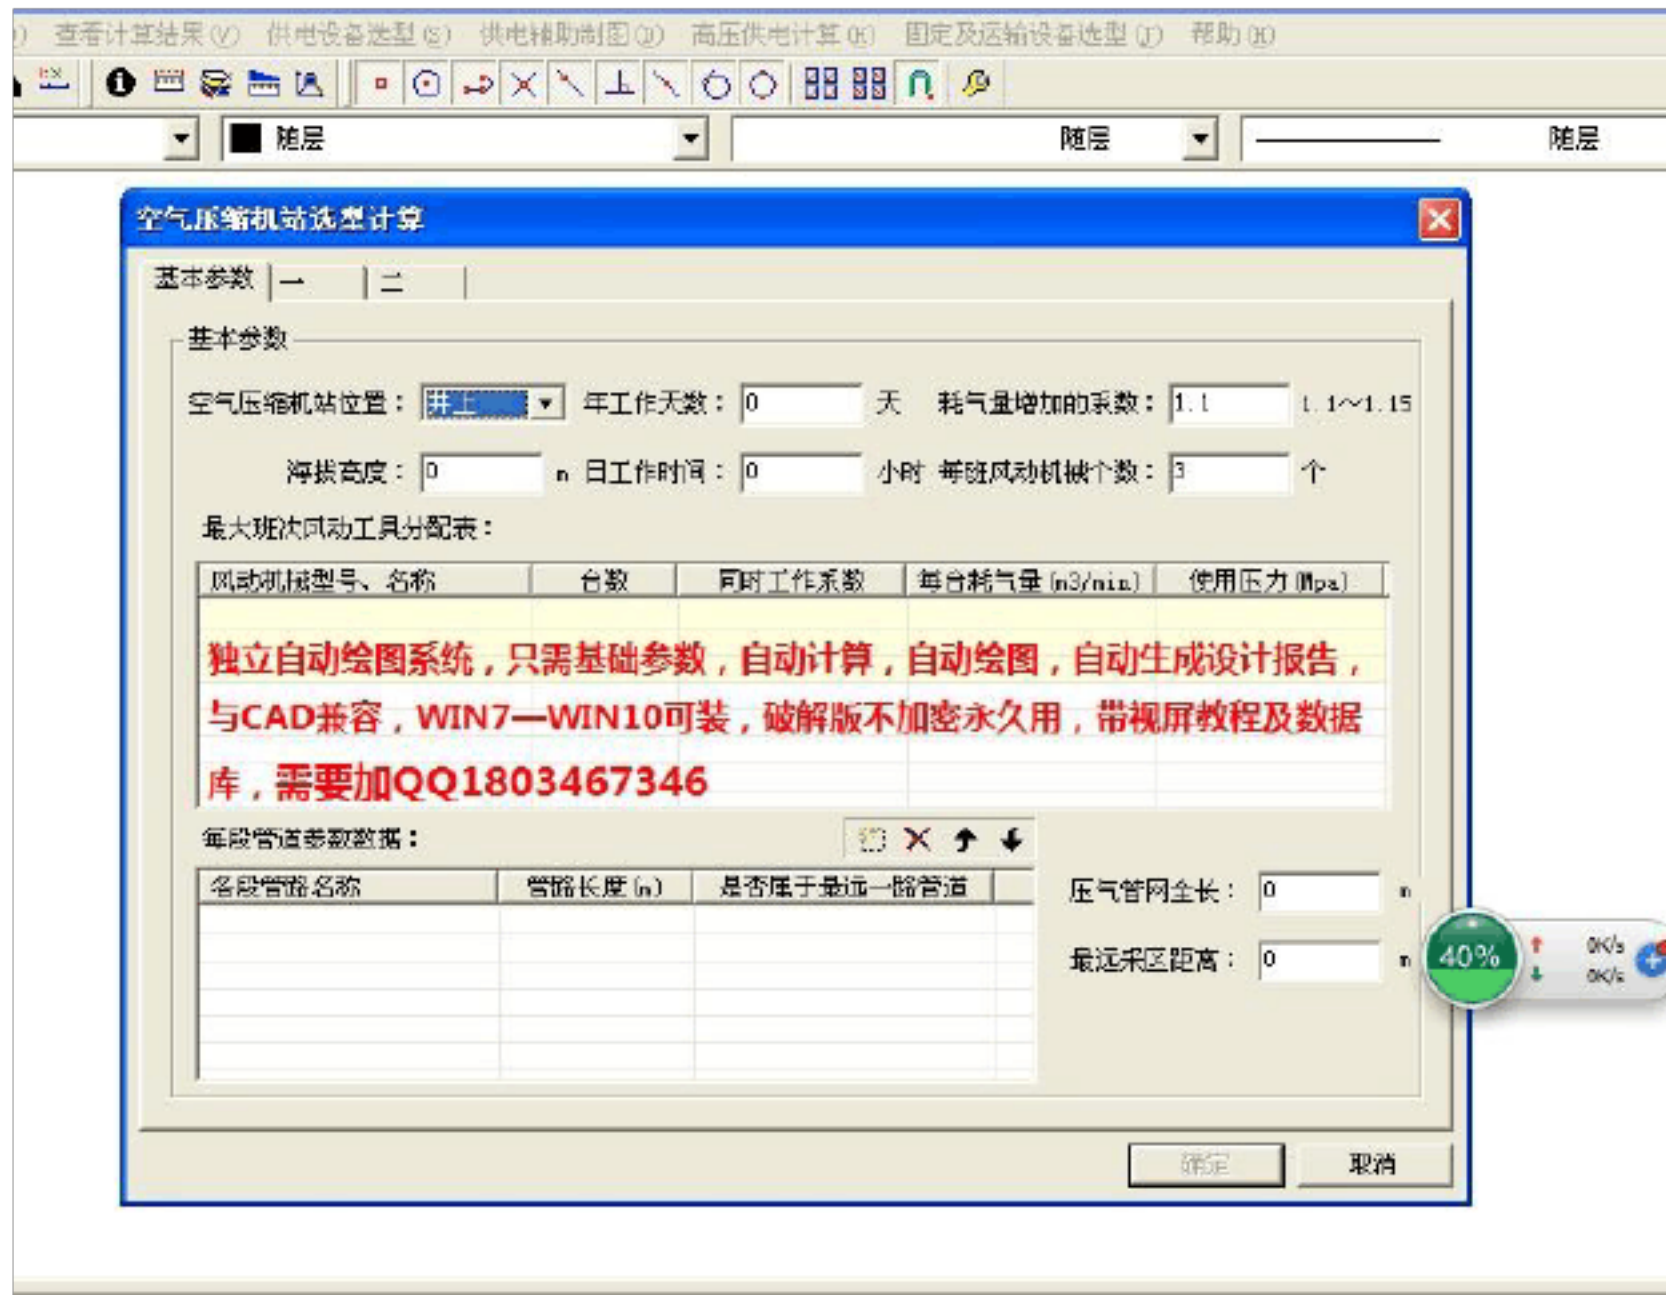 查看计算结果(V) 供电设备选型(S) 供电辅助制图(D) 高压供电计算(H) 固定及运输设备选型(J) 帮助(H)
随层 随层 随层
空气压缩机站选型计算
基本参数 一 二
基本参数
空气压缩机站位置： 井上 年工作天数： 0 天 耗气量增加的系数： 1.1 1.1～1.15
海拔高度： 0 m 日工作时间： 0 小时 每班风动机械个数： 3 个
最大班次风动工具分配表：
风动机械型号、名称 台数 同时工作系数 每台耗气量(m3/min) 使用压力(Mpa)
独立自动绘图系统，只需基础参数，自动计算，自动绘图，自动生成设计报告，
与CAD兼容，WIN7—WIN10可装，破解版不加密永久用，带视屏教程及数据
库，需要加QQ1803467346
每段管道参数数据：
各段管路名称 管路长度(m) 是否属于最远一路管道
压气管网全长： 0 m
最远采区距离： 0 m
40% 0K/s
0K/s
确定 取消